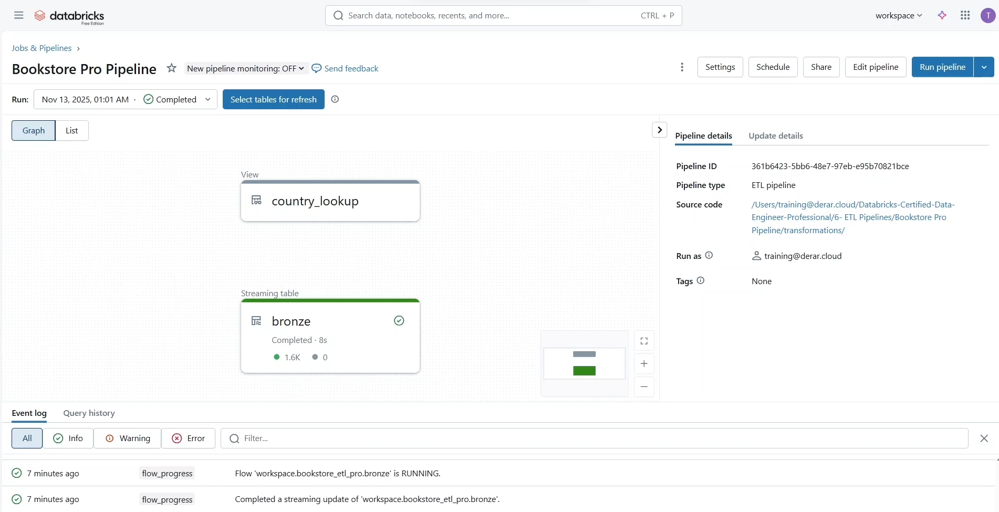 databricks
Free Edition
Search data, notebooks, recents, and more...
CTRL + P
workspace
T
Jobs & Pipelines ›
Bookstore Pro Pipeline
New pipeline monitoring: OFF
Send feedback
Settings
Schedule
Share
Edit pipeline
Run pipeline
Run:
Nov 13, 2025, 01:01 AM · Completed
Select tables for refresh
Graph
List
View
country_lookup
Streaming table
bronze
Completed · 8s
1.6K
0
Pipeline details
Update details
Pipeline ID
361b6423-5bb6-48e7-97eb-e95b70821bce
Pipeline type
ETL pipeline
Source code
/Users/training@derar.cloud/Databricks-Certified-Data-
Engineer-Professional/6- ETL Pipelines/Bookstore Pro
Pipeline/transformations/
Run as
training@derar.cloud
Tags
None
Event log
Query history
All
Info
Warning
Error
Filter...
7 minutes ago
flow_progress
Flow 'workspace.bookstore_etl_pro.bronze' is RUNNING.
7 minutes ago
flow_progress
Completed a streaming update of 'workspace.bookstore_etl_pro.bronze'.